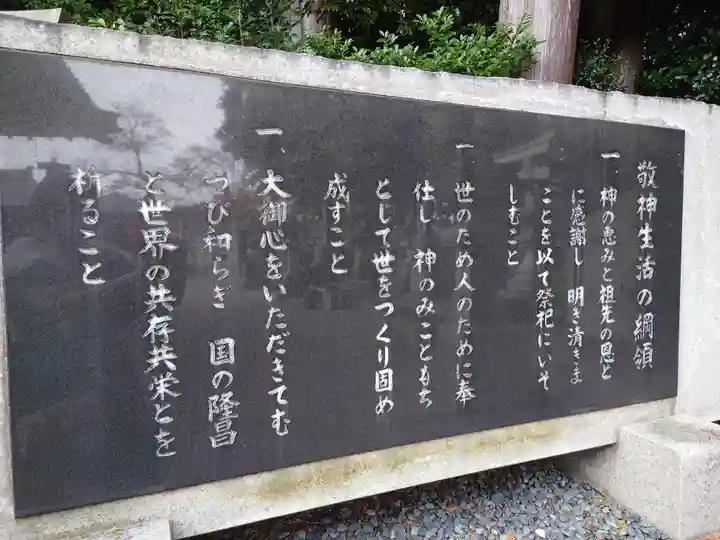 敬神生活の綱領
一、神の恵みと祖先の恩と
に感謝し 明き清きま
ことを以て祭祀にいそ
しむこと
一 世のため人のために奉
仕し 神のみこともち
として世をつくり固め
成すこと
一、大御心をいただきてむ
つび和らぎ 国の隆昌
と世界の共存共栄とを
祈ること